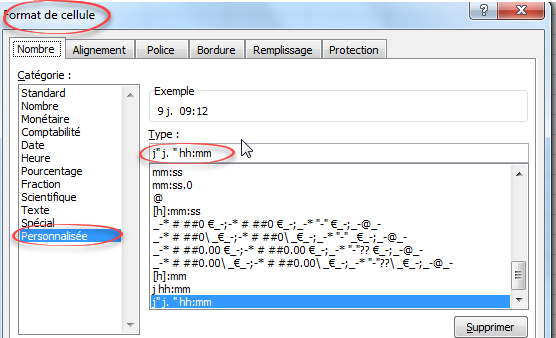 Format de cellule
Nombre Alignement Police Bordure Remplissage Protection
Catégorie :
Standard
Nombre
Monétaire
Comptabilité
Date
Heure
Pourcentage
Fraction
Scientifique
Texte
Spécial
Personnalisée
Exemple
9 j.  09:12
Type :
j" j. " hh:mm
mm:ss
mm:ss.0
@
[h]:mm:ss
_-* # ##0 €_-;-* # ##0 €_-;_-* "-" €_-;_-@_-
_-* # ##0\ _€_-;-* # ##0\ _€_-;_-* "-"\ _€_-;_-@_-
_-* # ##0.00 €_-;-* # ##0.00 €_-;_-* "-"?? €_-;_-@_-
_-* # ##0.00\ _€_-;-* # ##0.00\ _€_-;_-* "-"??\ _€_-;_-@_-
[h]:mm
j hh:mm
j" j. " hh:mm
Supprimer